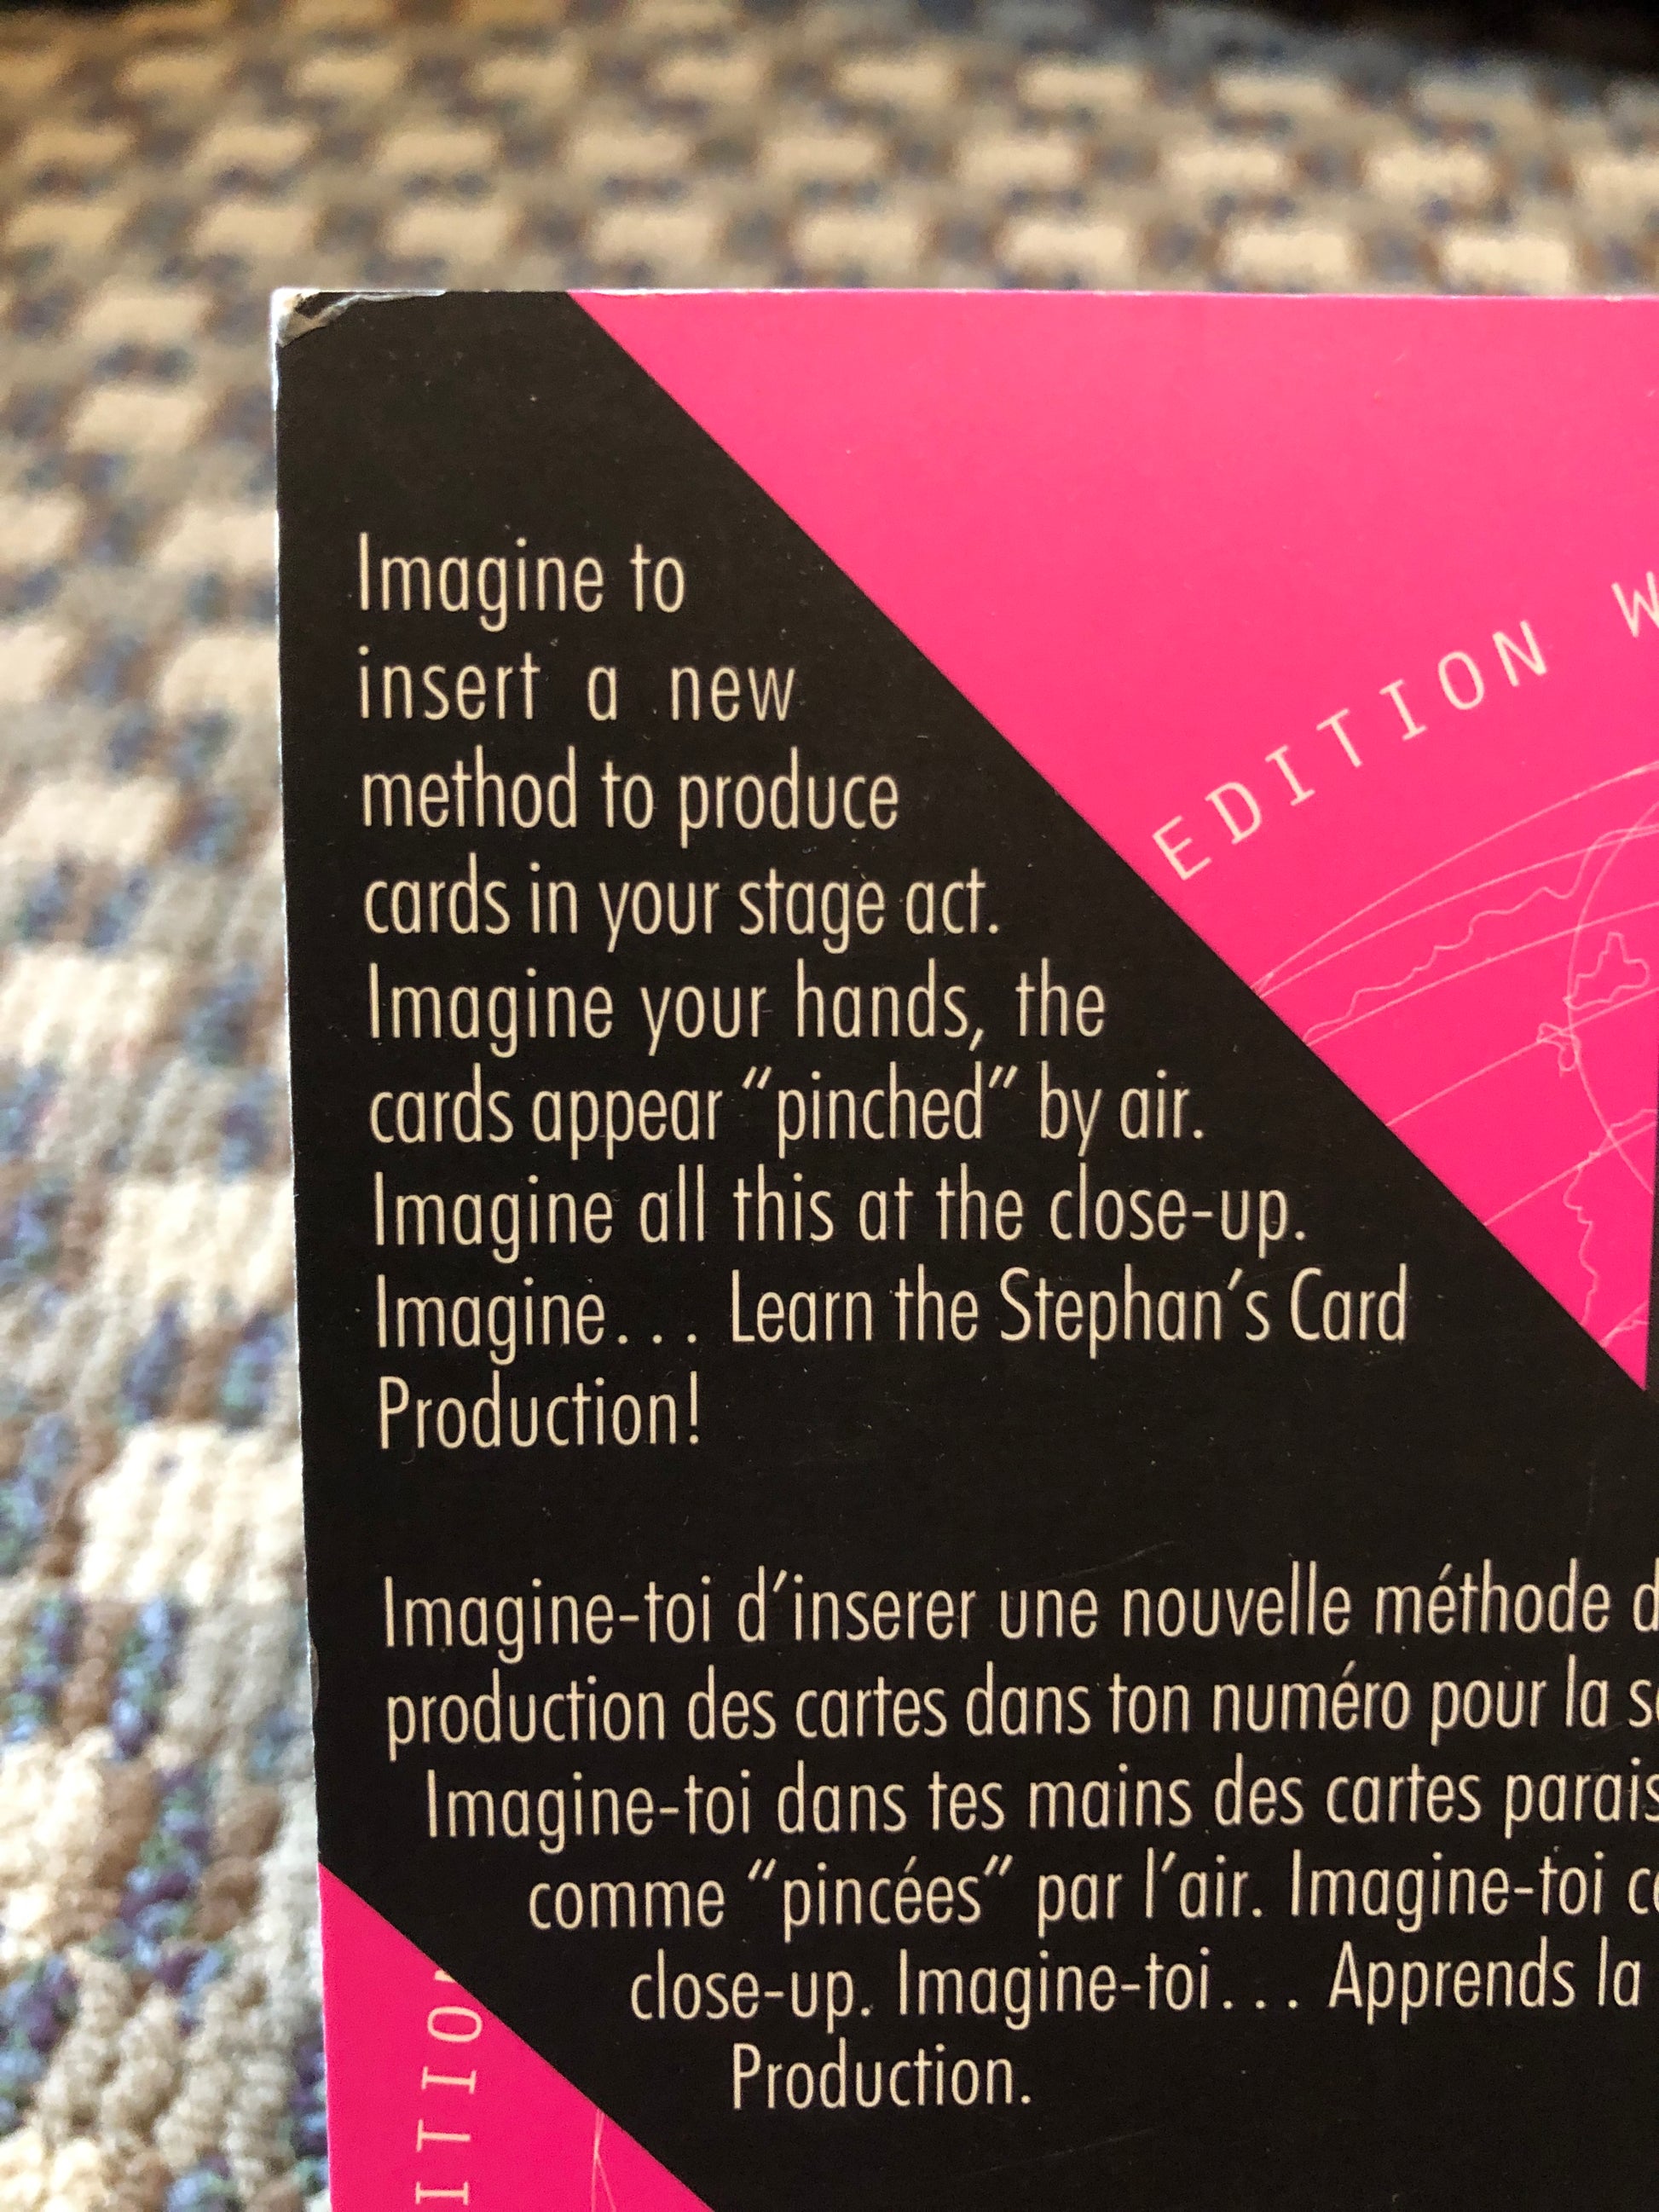 Imagine to
insert a new
method to produce
cards in your stage act.
Imagine your hands, the
cards appear “pinched” by air.
Imagine all this at the close-up.
Imagine... Learn the Stephan’s Card
Production!
EDITION
Imagine-toi d’inserer une nouvelle méthode
production des cartes dans ton numéro pour la
Imagine-toi dans tes mains des cartes
comme “pincées” par l’air. Imagine-toi
close-up. Imagine-toi... Apprends la
Production.